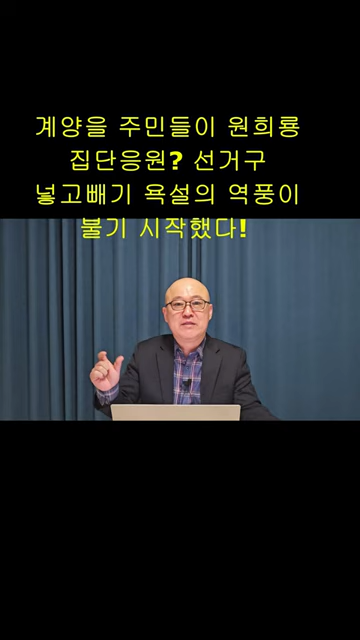 계양을 주민들이 원희룡
집단응원? 선거구
넣고빼기 욕설의 역풍이
불기 시작했다!